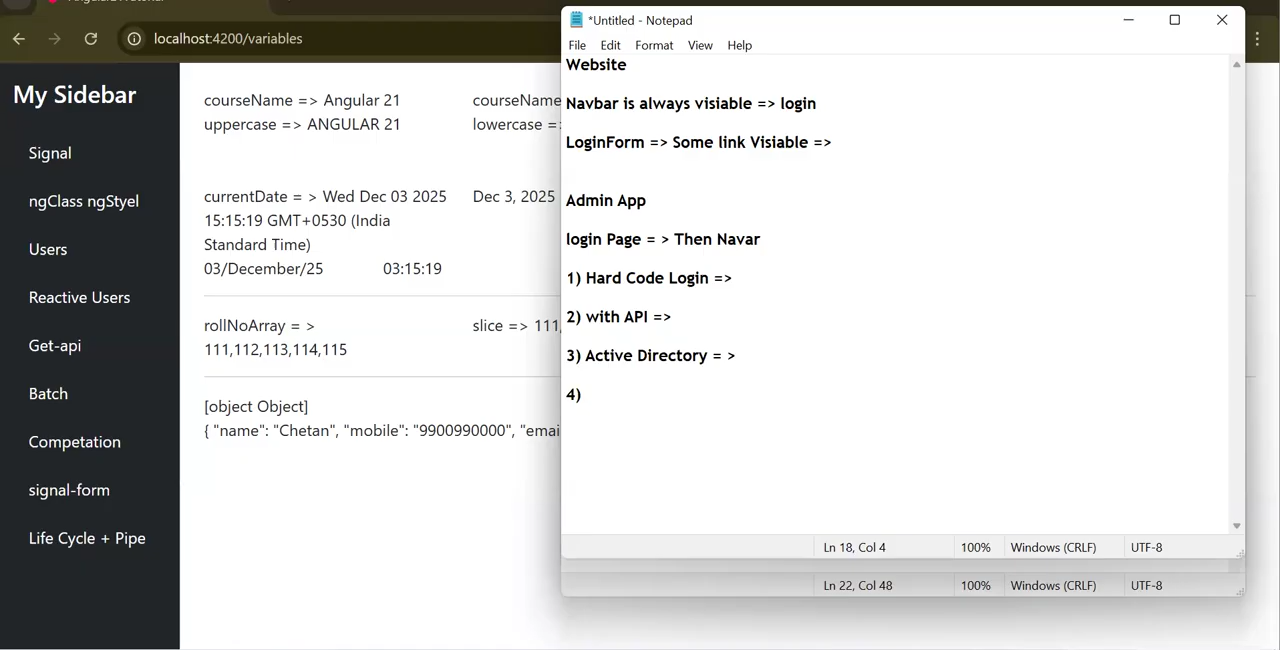 localhost:4200/variables
My Sidebar
Signal
ngClass ngStyel
Users
Reactive Users
Get-api
Batch
Competation
signal-form
Life Cycle + Pipe
courseName => Angular 21
courseName
uppercase => ANGULAR 21
lowercase =
currentDate = > Wed Dec 03 2025
15:15:19 GMT+0530 (India
Standard Time)
Dec 3, 2025
03/December/25 03:15:19
rollNoArray = >
111,112,113,114,115
slice => 111,
[object Object]
{ "name": "Chetan", "mobile": "9900990000", "emai
*Untitled - Notepad
File Edit Format View Help
Website
Navbar is always visiable => login
LoginForm => Some link Visiable =>
Admin App
login Page = > Then Navar
1) Hard Code Login =>
2) with API =>
3) Active Directory = >
4)
Ln 18, Col 4 100% Windows (CRLF) UTF-8
Ln 22, Col 48 100% Windows (CRLF) UTF-8